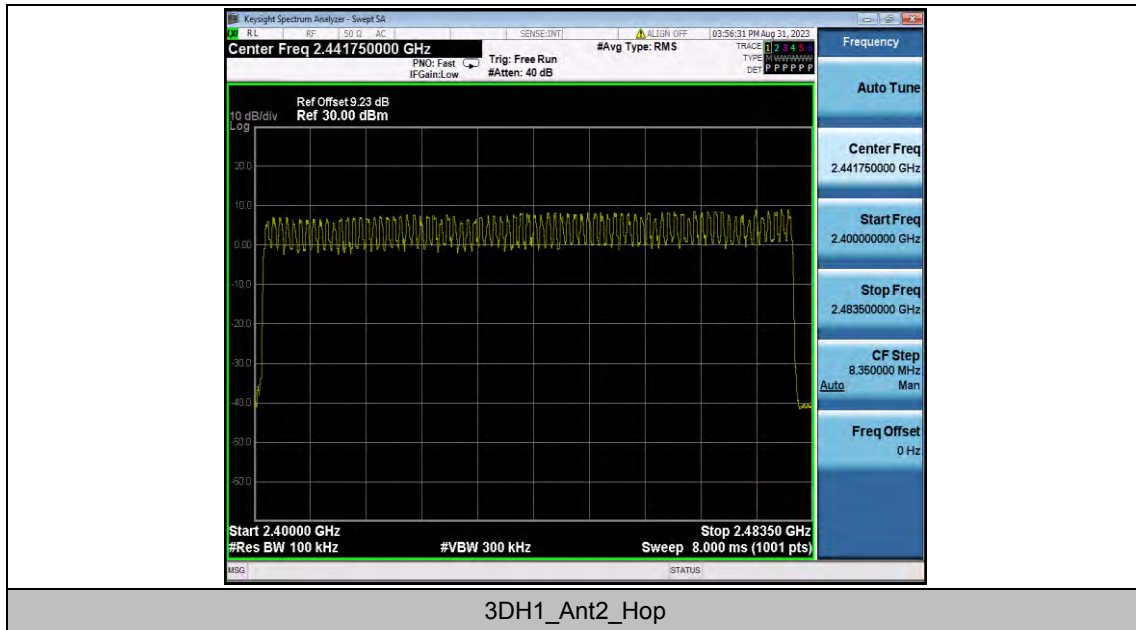 Keysight Spectrum Analyzer - Swept SA
RL RF 50 Ω AC SENSE:INT ALIGN OFF 03:56:31 PM Aug 31, 2023
Center Freq 2.441750000 GHz
#Avg Type: RMS
TRACE 1 2 3 4 5 6
PNO: Fast Trig: Free Run
TYPE M WWWWW
IFGain:Low #Atten: 40 dB
DET P P P P P P
Ref Offset 9.23 dB
10 dB/div Ref 30.00 dBm
Log
20.0
10.0
0.00
-10.0
-20.0
-30.0
-40.0
-50.0
-60.0
Start 2.40000 GHz Stop 2.48350 GHz
#Res BW 100 kHz #VBW 300 kHz Sweep 8.000 ms (1001 pts)
MSG STATUS
Frequency
Auto Tune
Center Freq
2.441750000 GHz
Start Freq
2.400000000 GHz
Stop Freq
2.483500000 GHz
CF Step
8.350000 MHz
Auto Man
Freq Offset
0 Hz
3DH1_Ant2_Hop